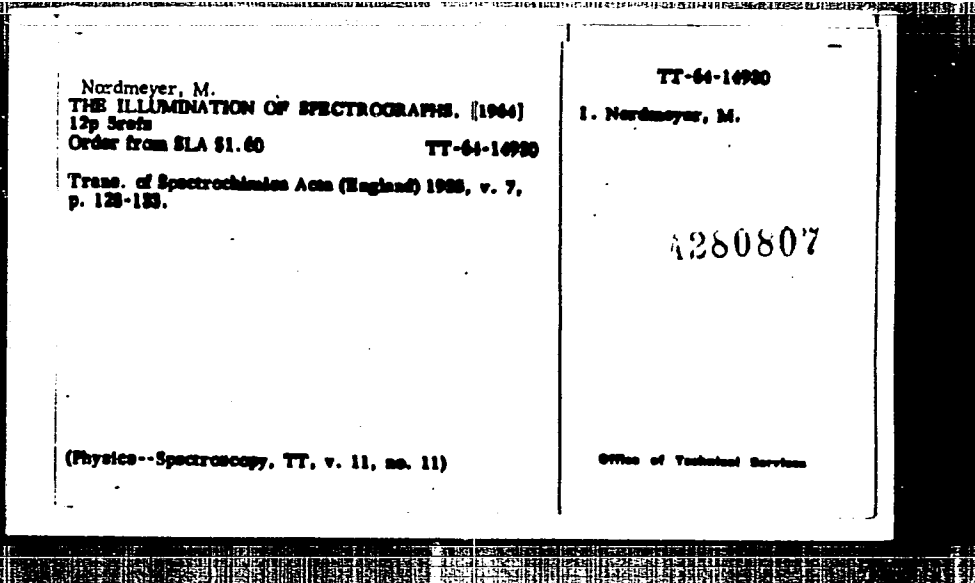 Nordmeyer, M.
THE ILLUMINATION OF SPECTROGRAPHS. [1964]
12p 5refs
Order from SLA $1.60 TT-64-14980
Trans. of Spectrochimica Acta (England) 1955, v. 7,
p. 128-133.
(Physics--Spectroscopy, TT, v. 11, no. 11)
TT-64-14980
I. Nordmeyer, M.
A280807
Office of Technical Services